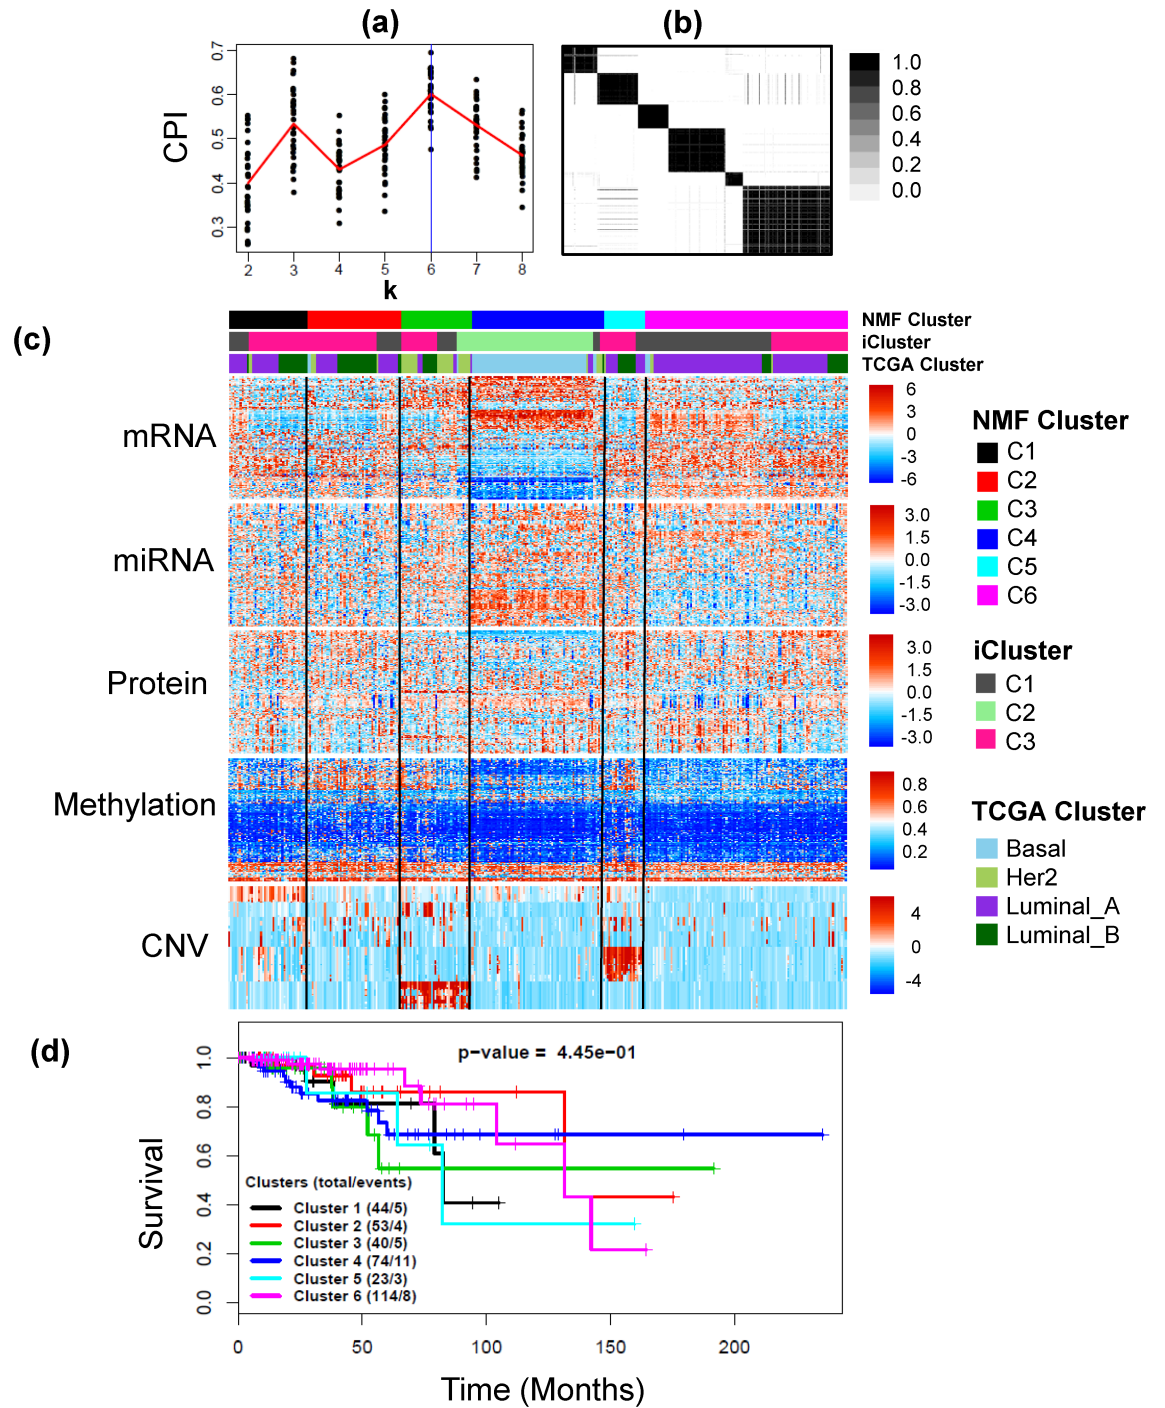 (a)
(b)
CPI
0.7
0.6
0.5
0.4
0.3
2 3 4 5 6 7 8
k
1.0
0.8
0.6
0.4
0.2
0.0
(c)
NMF Cluster
iCluster
TCGA Cluster
mRNA
miRNA
Protein
Methylation
CNV
6
3
0
-3
-6
3.0
1.5
0.0
-1.5
-3.0
3.0
1.5
0.0
-1.5
-3.0
0.8
0.6
0.4
0.2
4
0
-4
NMF Cluster
C1
C2
C3
C4
C5
C6
iCluster
C1
C2
C3
TCGA Cluster
Basal
Her2
Luminal_A
Luminal_B
(d)
p-value = 4.45e-01
Survival
1.0
0.8
0.6
0.4
0.2
0.0
Clusters (total/events)
Cluster 1 (44/5)
Cluster 2 (53/4)
Cluster 3 (40/5)
Cluster 4 (74/11)
Cluster 5 (23/3)
Cluster 6 (114/8)
0 50 100 150 200
Time (Months)